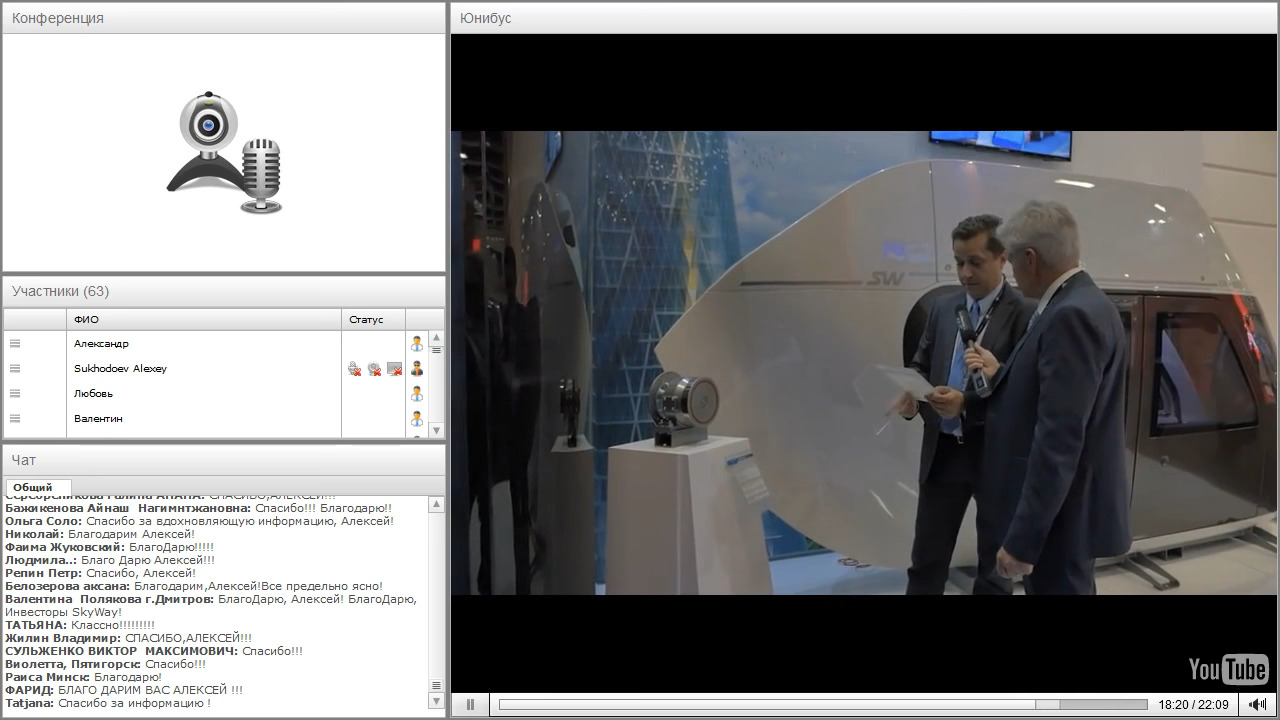 Конференция
Юнибус
Участники (63)
ФИО
Статус
Александр
Sukhodoev Alexey
Любовь
Валентин
Чат
Общий
Бажикенова Айнаш Нагимнтжановна: Спасибо!!! Благодарю!!
Ольга Соло: Спасибо за вдохновляющую информацию, Алексей!
Николай: Благодарим Алексей!
Фаима Жуковский: БлагоДарю!!!!!
Людмила..: Благо Дарю Алексей!!!
Репин Петр: Спасибо, Алексей!
Белозерова аксана: Благодарим,Алексей!Все предельно ясно!
Валентина Полякова г.Дмитров: БлагоДарю, Алексей! БлагоДарю,
Инвесторы SkyWay!
ТАТЬЯНА: Классно!!!!!!!!!
Жилин Владимир: СПАСИБО,АЛЕКСЕЙ!!!
СУЛЬЖЕНКО ВИКТОР МАКСИМОВИЧ: Спасибо!!!
Виолетта, Пятигорск: Спасибо!!!
Раиса Минск: Благодарю!
ФАРИД: БЛАГО ДАРИМ ВАС АЛЕКСЕЙ !!!
Tatjana: Спасибо за информацию !
SW
YouTube
18:20 / 22:09